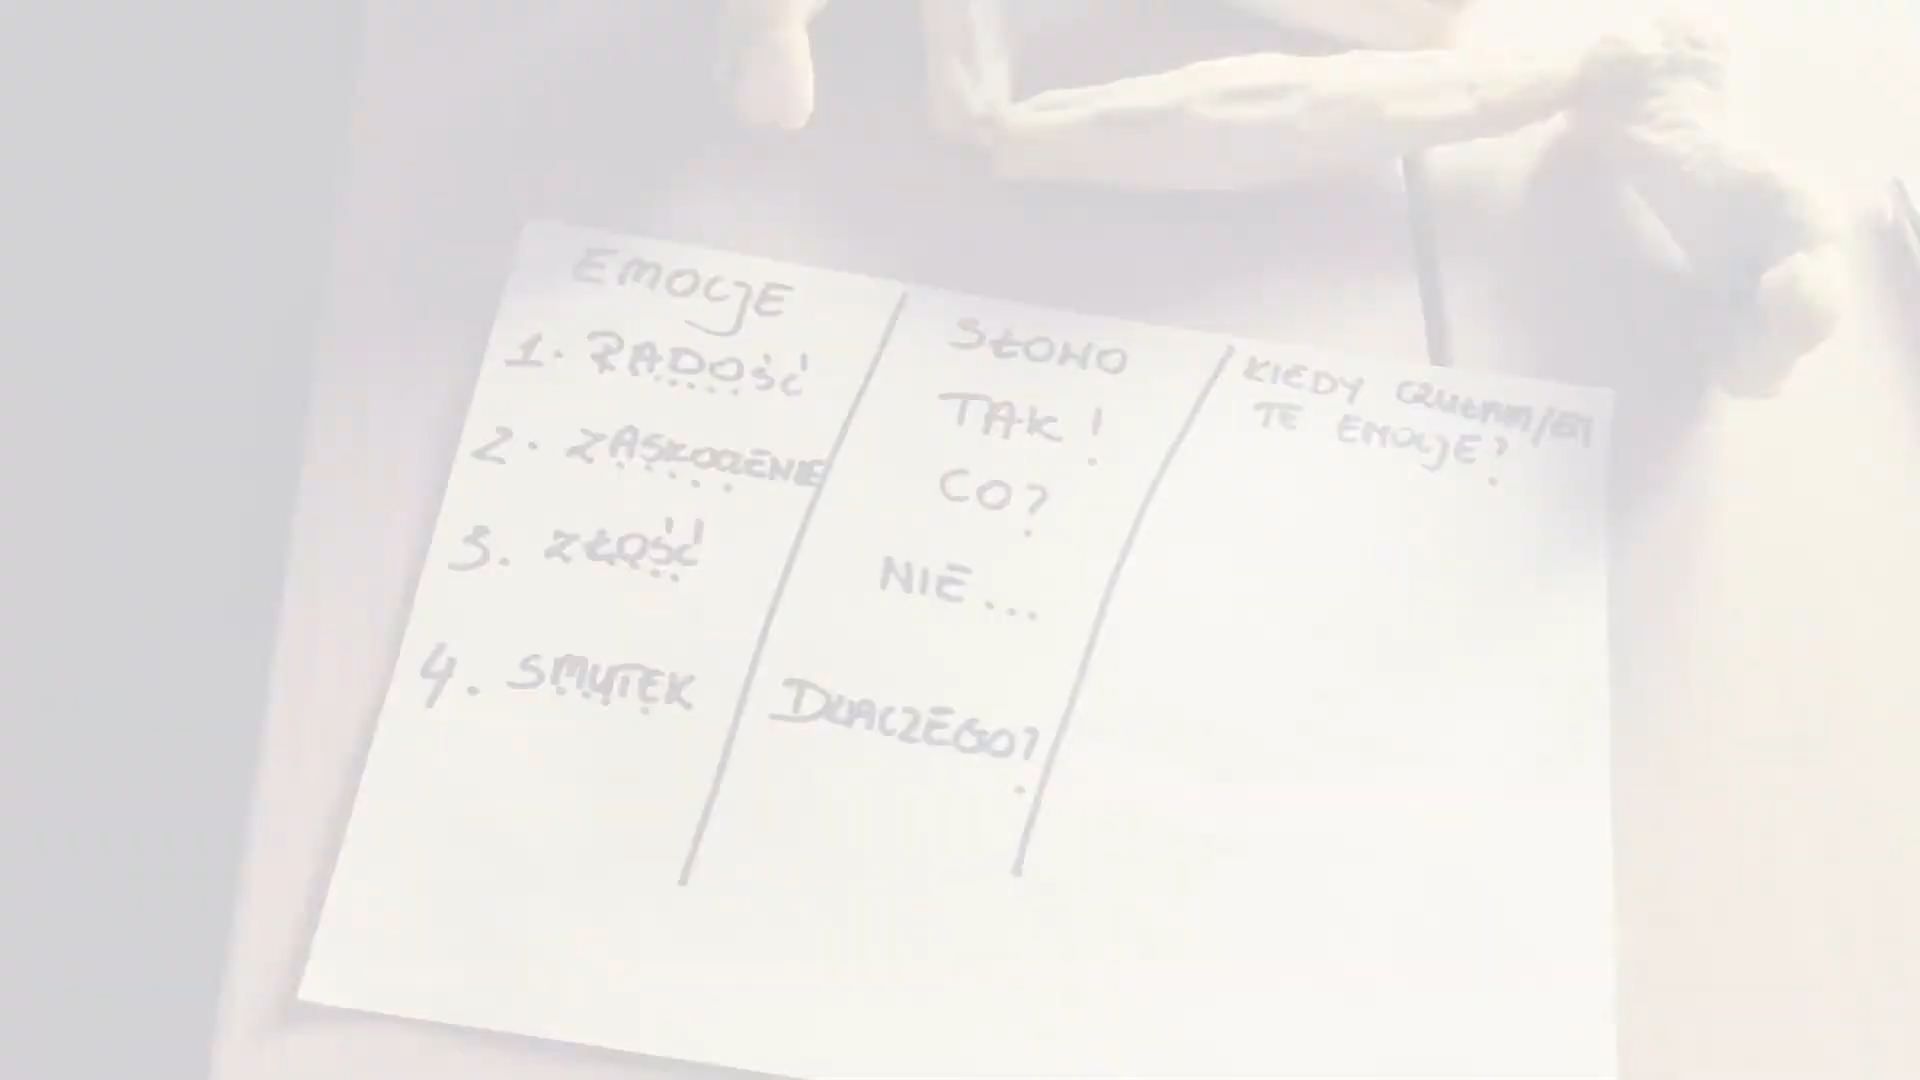 EMOCJE
1. RADOŚĆ
2. ZASKOCZENIE
3. ZŁOŚĆ
4. SMUTEK
SŁOWO
TAK!
CO?
NIE...
DLACZEGO?
KIEDY CZUŁAM/EM
TE EMOCJE?